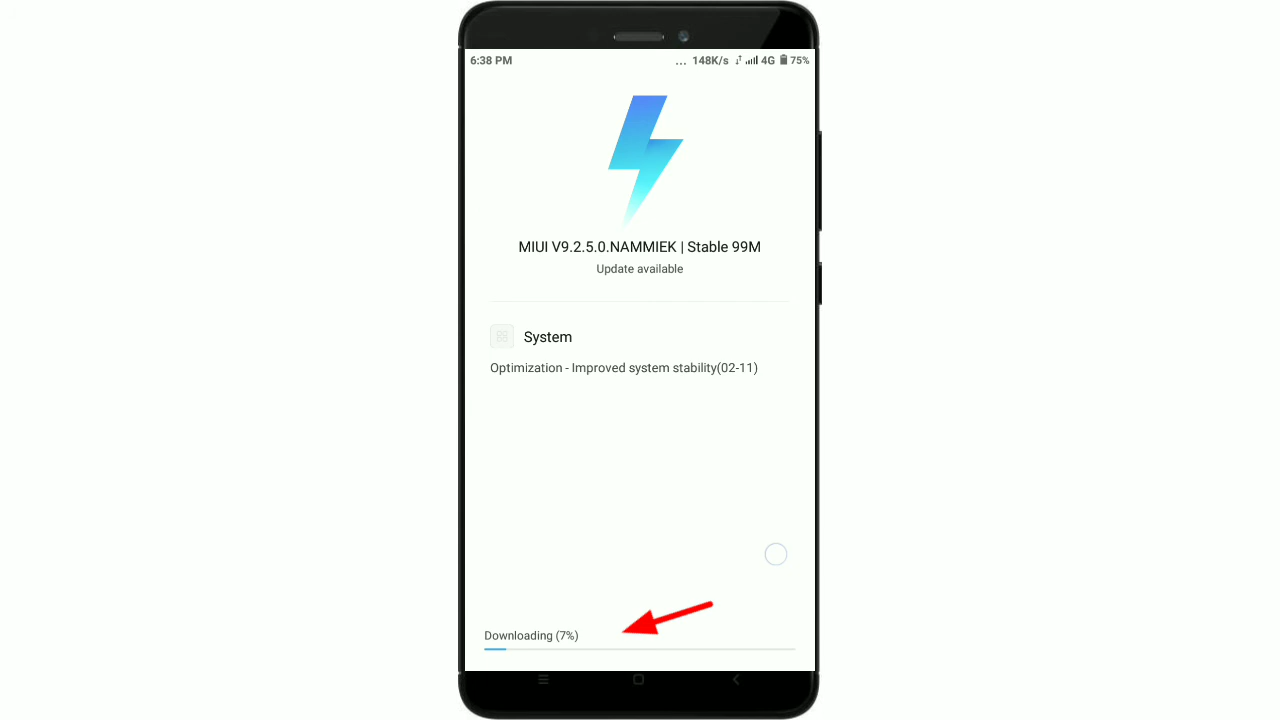 6:38 PM ... 148K/s 4G 75%
MIUI V9.2.5.0.NAMMIEK | Stable 99M
Update available
System
Optimization - Improved system stability(02-11)
Downloading (7%)